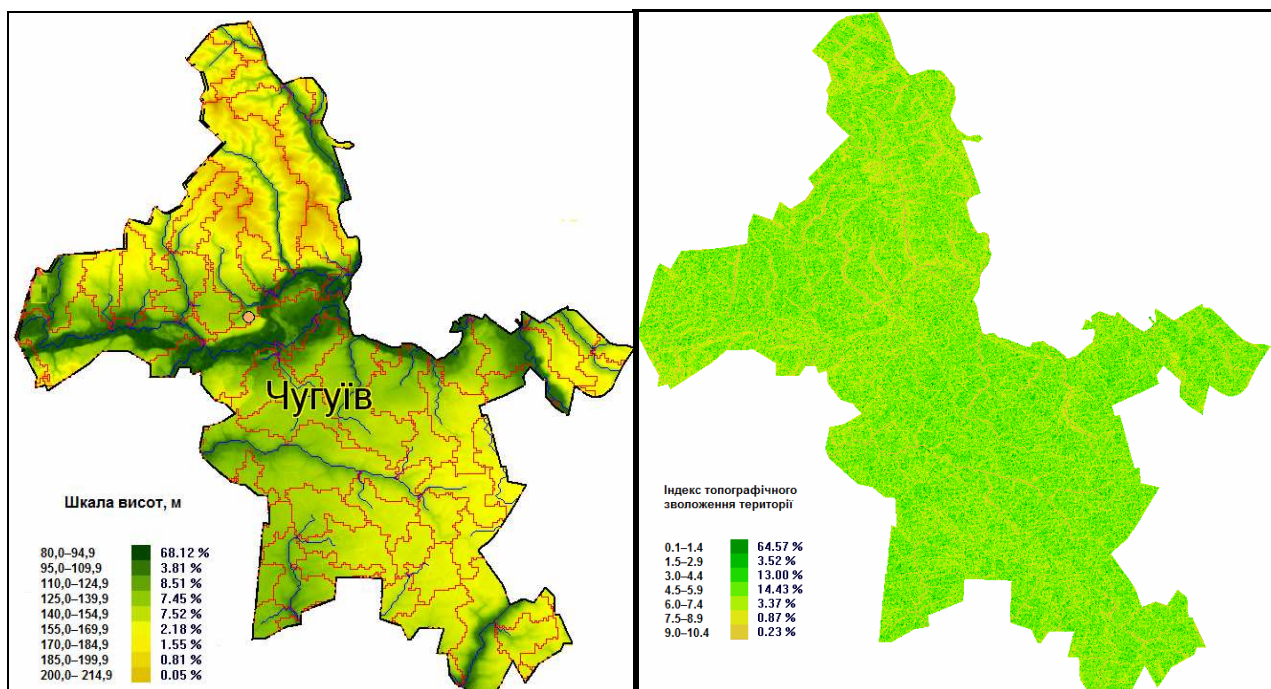 Чугуїв
Шкала висот, м
80,0–94,9 68.12 %
95,0–109,9 3.81 %
110,0–124,9 8.51 %
125,0–139,9 7.45 %
140,0–154,9 7.52 %
155,0–169,9 2.18 %
170,0–184,9 1.55 %
185,0–199,9 0.81 %
200,0– 214,9 0.05 %
Індекс топографічного
зволоження території
0.1–1.4 64.57 %
1.5–2.9 3.52 %
3.0–4.4 13.00 %
4.5–5.9 14.43 %
6.0–7.4 3.37 %
7.5–8.9 0.87 %
9.0–10.4 0.23 %